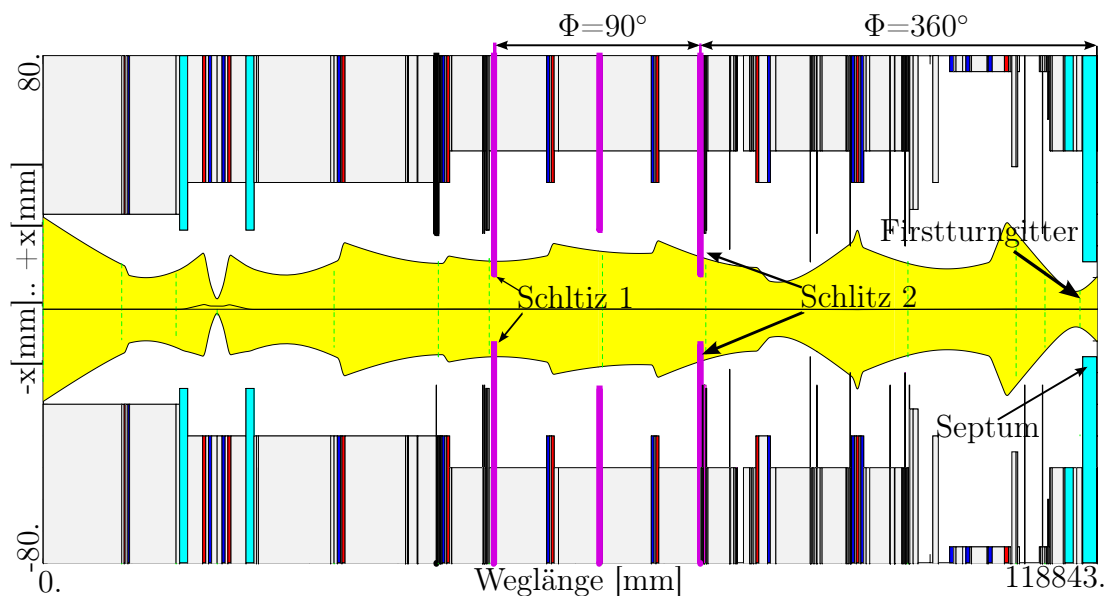 Φ=90° Φ=360°
80.
-x[mm].. +x[mm]
-80.
Firstturngitter
Schltiz 1
Schlitz 2
Septum
0.
Weglänge [mm]
118843.